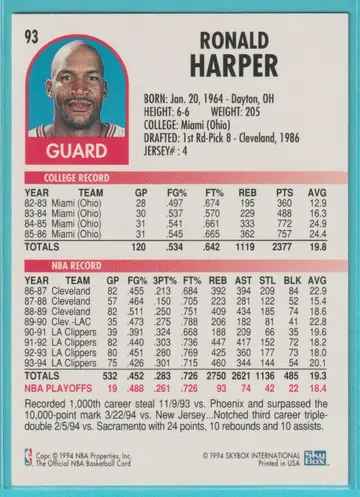 93
RONALD
HARPER
BORN: Jan. 20, 1964 - Dayton, OH
HEIGHT: 6-6 WEIGHT: 205
COLLEGE: Miami (Ohio)
DRAFTED: 1st Rd-Pick 8 - Cleveland, 1986
JERSEY# : 4
GUARD
COLLEGE RECORD
YEAR TEAM GP FG% FT% REB PTS AVG
82-83 Miami (Ohio) 28 .497 .674 195 360 12.9
83-84 Miami (Ohio) 30 .537 .570 229 488 16.3
84-85 Miami (Ohio) 31 .541 .661 333 772 24.9
85-86 Miami (Ohio) 31 .545 .665 362 757 24.4
TOTALS 120 .534 .642 1119 2377 19.8
NBA RECORD
YEAR TEAM GP FG% 3PT% FT% REB AST STL BLK AVG
86-87 Cleveland 82 .455 .213 .684 392 394 209 84 22.9
87-88 Cleveland 57 .464 .150 .705 223 281 122 52 15.4
88-89 Cleveland 82 .511 .250 .751 409 434 185 74 18.6
89-90 Clev.-LAC 35 .473 .275 .788 206 182 81 41 22.8
90-91 LA Clippers 39 .391 .324 .668 188 209 66 35 19.6
91-92 LA Clippers 82 .440 .303 .736 447 417 152 72 18.2
92-93 LA Clippers 80 .451 .280 .769 425 360 177 73 18.0
93-94 LA Clippers 75 .426 .301 .715 460 344 144 54 20.1
TOTALS 532 .452 .283 .726 2750 2621 1136 485 19.3
NBA PLAYOFFS 19 .488 .261 .726 93 74 42 22 18.4
Recorded 1,000th career steal 11/9/93 vs. Phoenix and surpassed the
10,000-point mark 3/22/94 vs. New Jersey...Notched third career triple-
double 2/5/94 vs. Sacramento with 24 points, 10 rebounds and 10 assists.
Copr. © 1994 NBA Properties, Inc.
The Official NBA Basketball Card
© 1994 SKYBOX INTERNATIONAL
Printed in USA
SkyBox